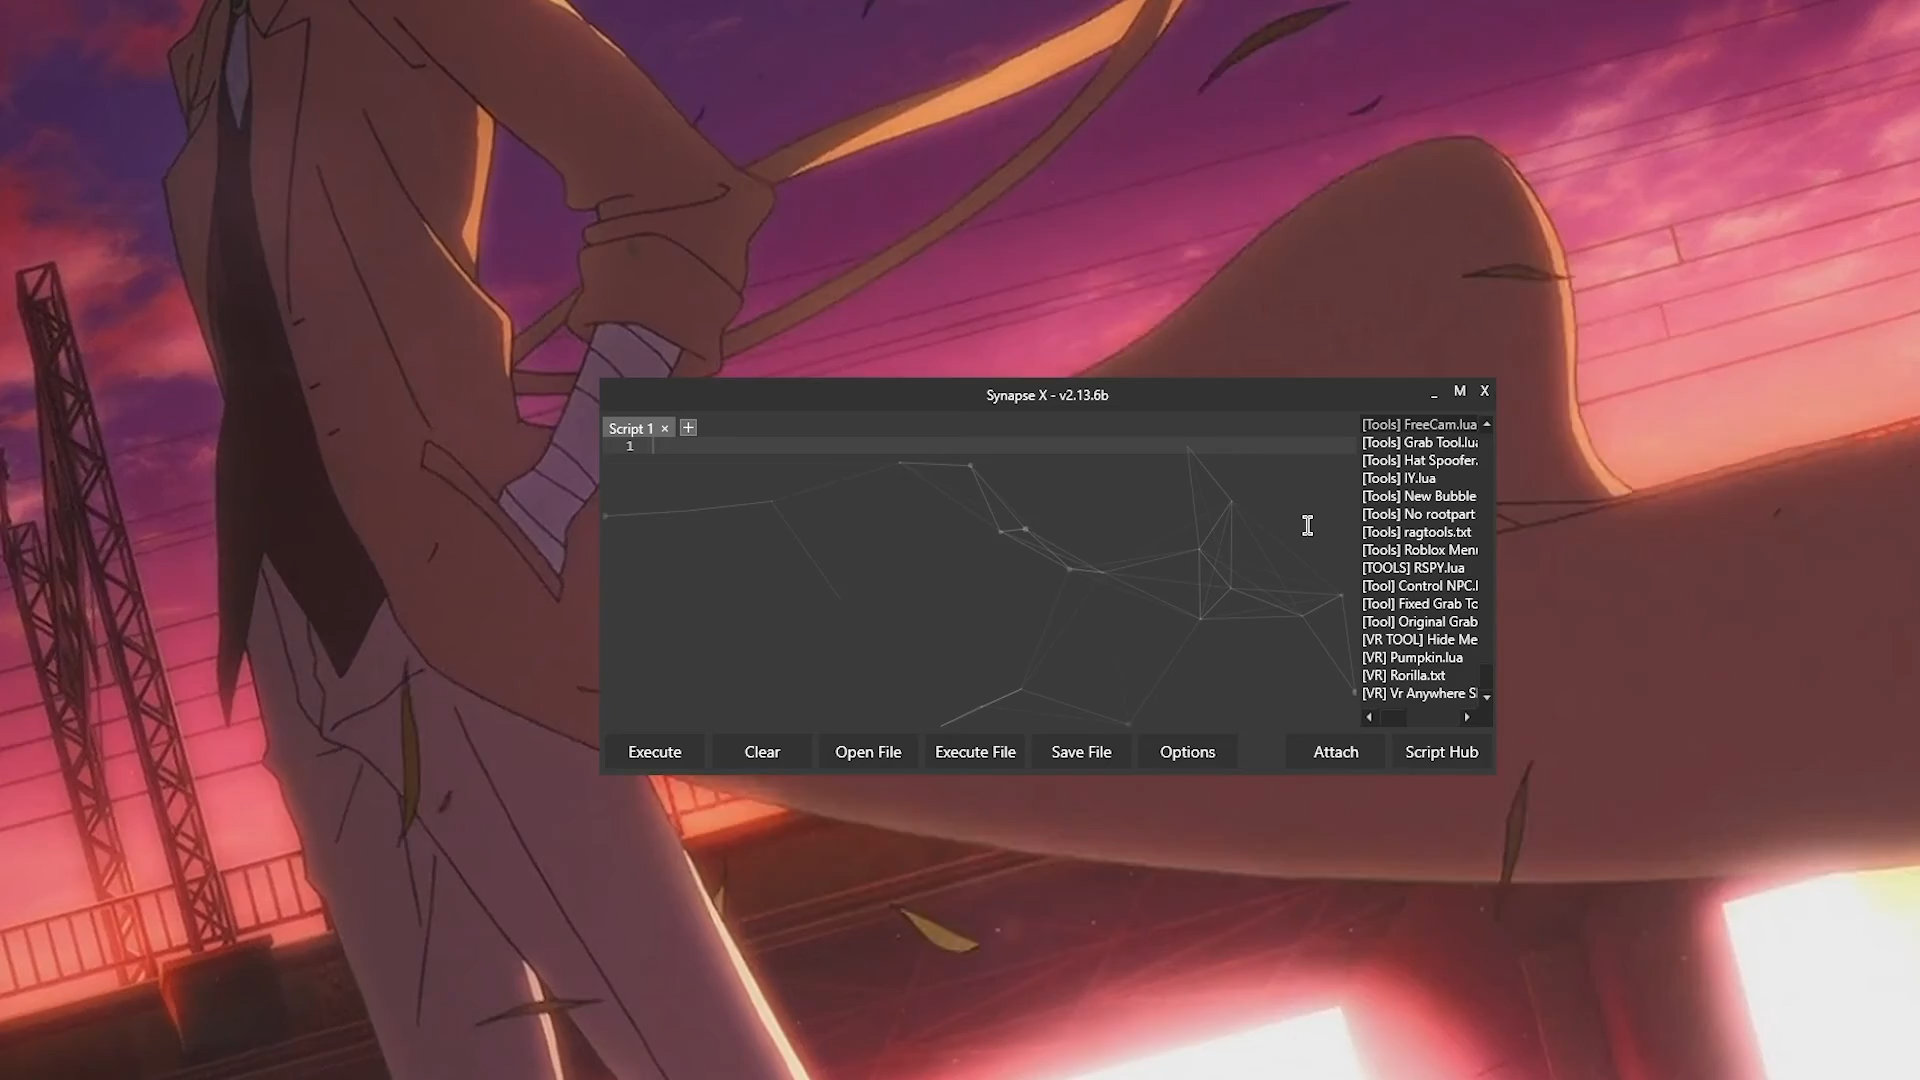 Synapse X - v2.13.6b
_ M X
Script 1 × +
1
[Tools] FreeCam.lua
[Tools] Grab Tool.lua
[Tools] Hat Spoofer.
[Tools] IY.lua
[Tools] New Bubble
[Tools] No rootpart
[Tools] ragtools.txt
[Tools] Roblox Menu
[TOOLS] RSPY.lua
[Tool] Control NPC.l
[Tool] Fixed Grab To
[Tool] Original Grab
[VR TOOL] Hide Me
[VR] Pumpkin.lua
[VR] Rorilla.txt
[VR] Vr Anywhere S
Execute Clear Open File Execute File Save File Options Attach Script Hub